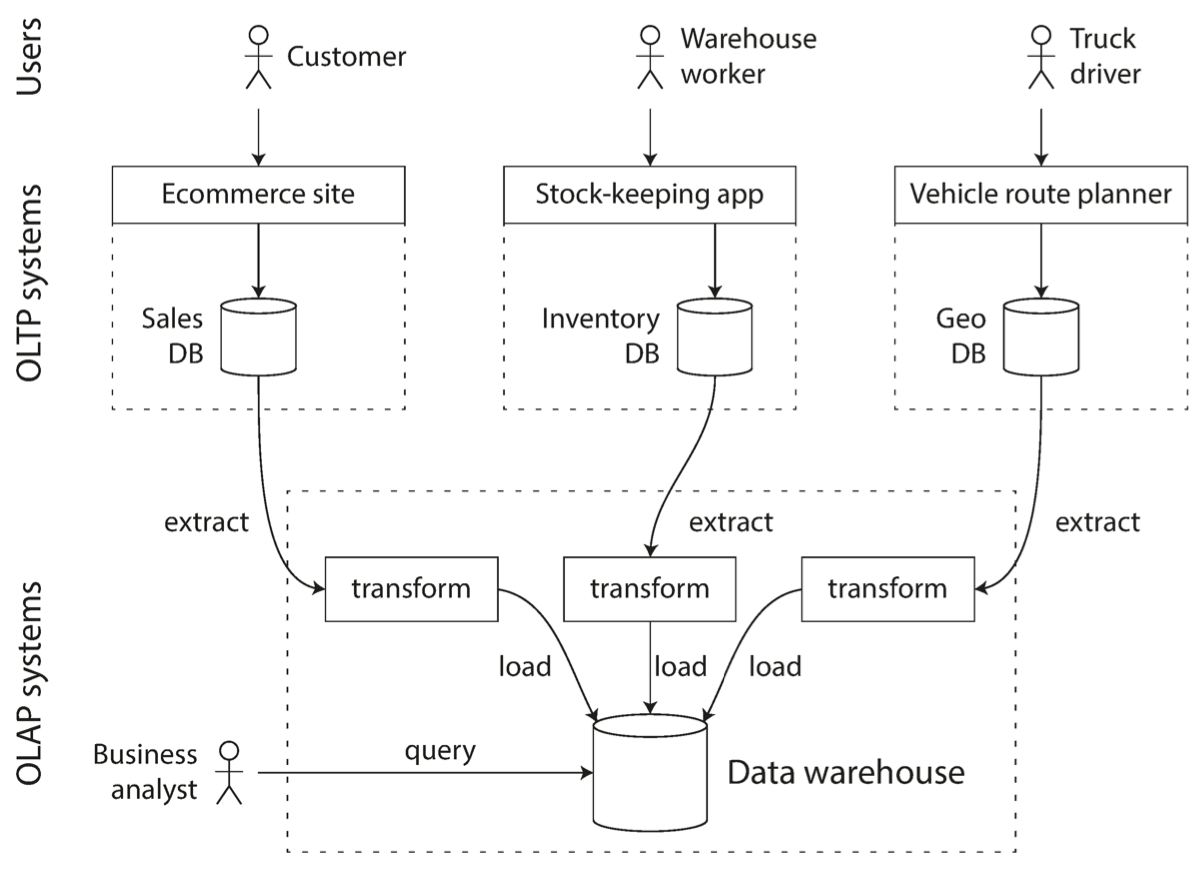 Users
Customer
Warehouse
worker
Truck
driver
OLTP systems
Ecommerce site
Stock-keeping app
Vehicle route planner
Sales
DB
Inventory
DB
Geo
DB
extract
extract
extract
OLAP systems
transform
transform
transform
load
load
load
Business
analyst
query
Data warehouse